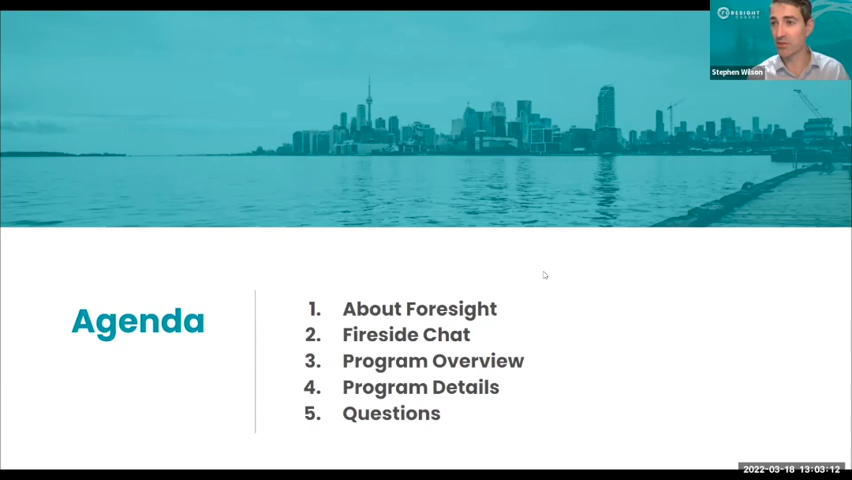 FORESIGHT
CANADA
Stephen Wilson
Agenda
1. About Foresight
2. Fireside Chat
3. Program Overview
4. Program Details
5. Questions
2022-03-18 13:03:12